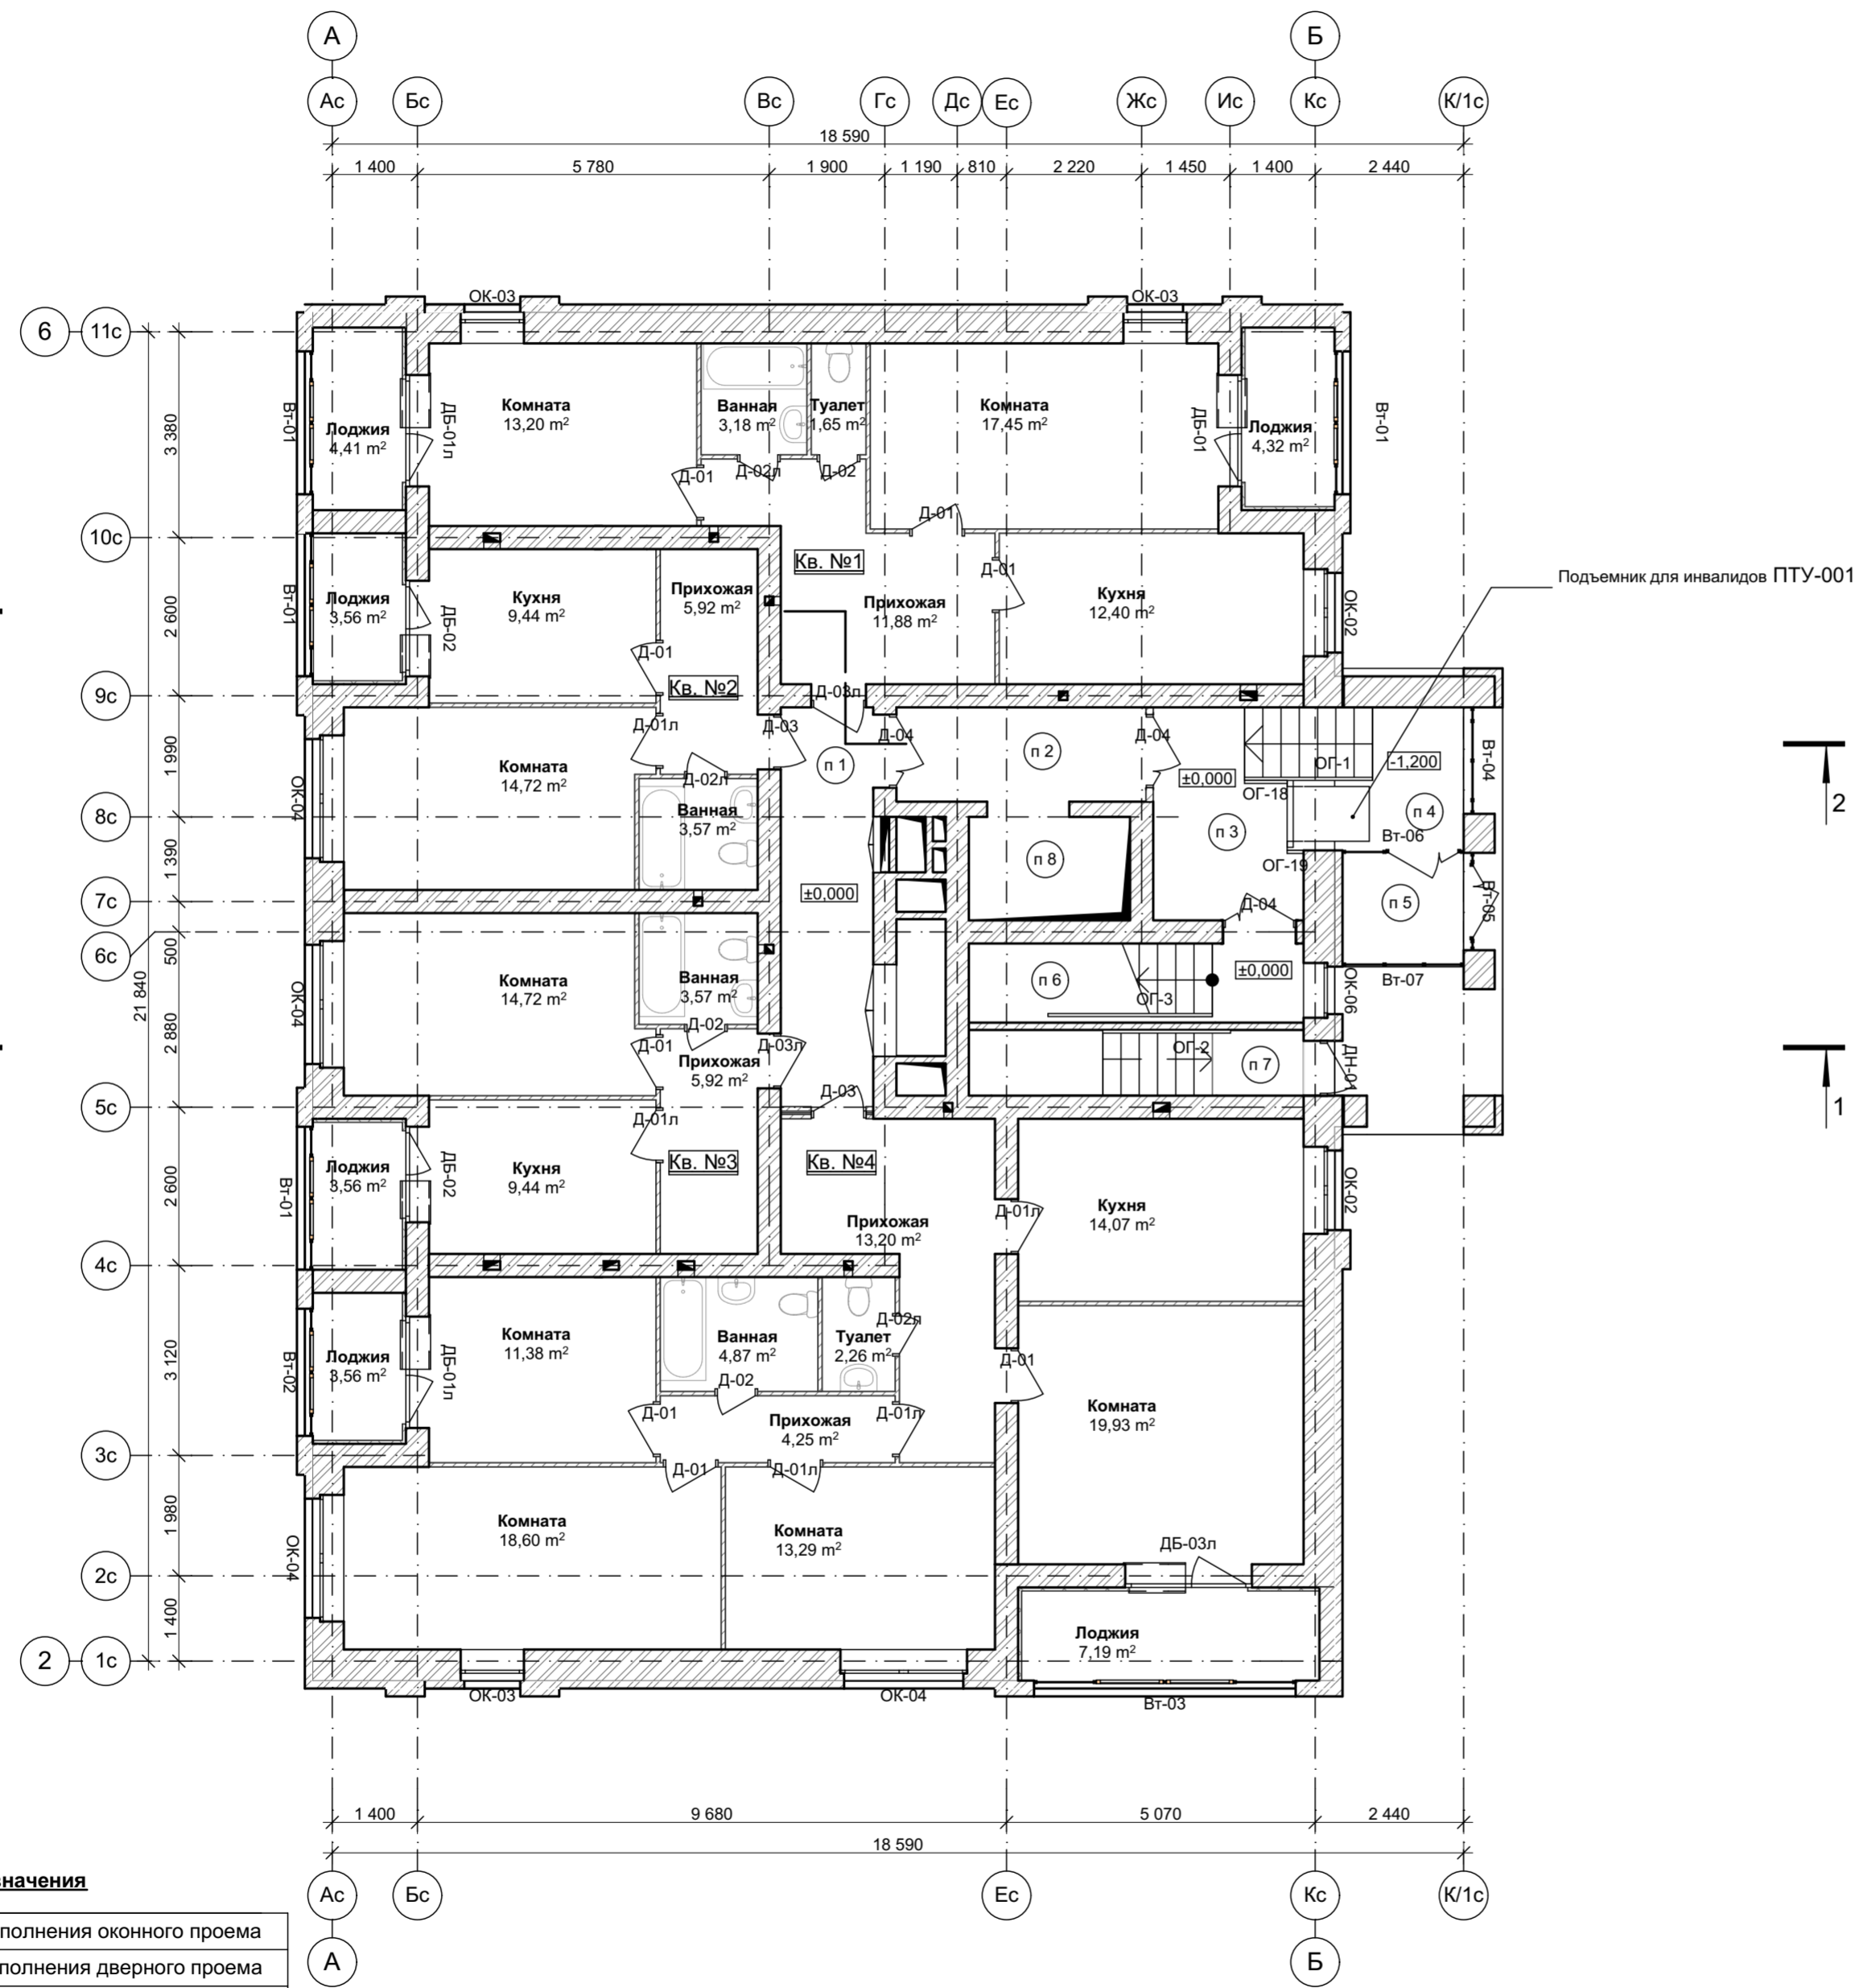 А
Б
Ас
Бс
Вс
Гс
Дс
Ес
Жс
Ис
Кс
К/1с
18 590
1 400
5 780
1 900
1 190
810
2 220
1 450
1 400
2 440
ОК-03
ОК-03
6
11с
3 380
Вт-01
Лоджия
4,41 m²
ДБ-01л
Комната
13,20 m²
Д-01
Ванная
3,18 m²
Д-02л
Туалет
1,65 m²
Д-02
Комната
17,45 m²
Д-01
ДБ-01
Лоджия
4,32 m²
Вт-01
10с
2 600
Вт-01
Лоджия
3,56 m²
ДБ-02
Кухня
9,44 m²
Д-01
Прихожая
5,92 m²
Кв. №2
Кв. №1
Прихожая
11,88 m²
Д-01
Кухня
12,40 m²
ОК-02
Подъемник для инвалидов ПТУ-001
9с
1 990
Д-03л
Д-01л
Д-03
Д-04
Д-04
п 1
п 2
Комната
14,72 m²
Д-02л
Ванная
3,57 m²
ОК-04
±0,000
ОГ-1
ОГ-18
-1,200
Вт-04
2
8с
1 390
п 3
п 4
Вт-06
п 8
ОГ-19
7с
±0,000
Д-04
п 5
Вт-05
6с
500
21 840
Комната
14,72 m²
Ванная
3,57 m²
ОК-04
Д-02
п 6
ОГ-3
±0,000
ОК-06
Вт-07
2 880
Д-01
Д-03л
Прихожая
5,92 m²
ОГ-2
п 7
ДН-01
1
5с
Д-03
Д-01л
2 600
Вт-01
Лоджия
3,56 m²
ДБ-02
Кухня
9,44 m²
Кв. №3
Кв. №4
Прихожая
13,20 m²
Д-01л
Кухня
14,07 m²
ОК-02
4с
3 120
Вт-02
Лоджия
3,56 m²
ДБ-01л
Комната
11,38 m²
Ванная
4,87 m²
Д-02
Туалет
2,26 m²
Д-02л
Д-01
Д-01
Прихожая
4,25 m²
Д-01л
Комната
19,93 m²
3с
1 980
Д-01
Д-01л
Комната
18,60 m²
Комната
13,29 m²
ОК-04
ДБ-03л
2с
1 400
Лоджия
7,19 m²
2
1с
ОК-03
ОК-04
Вт-03
1 400
9 680
5 070
2 440
18 590
Ас
Бс
Ес
Кс
К/1с
А
Б
значения
полнения оконного проема
полнения дверного проема